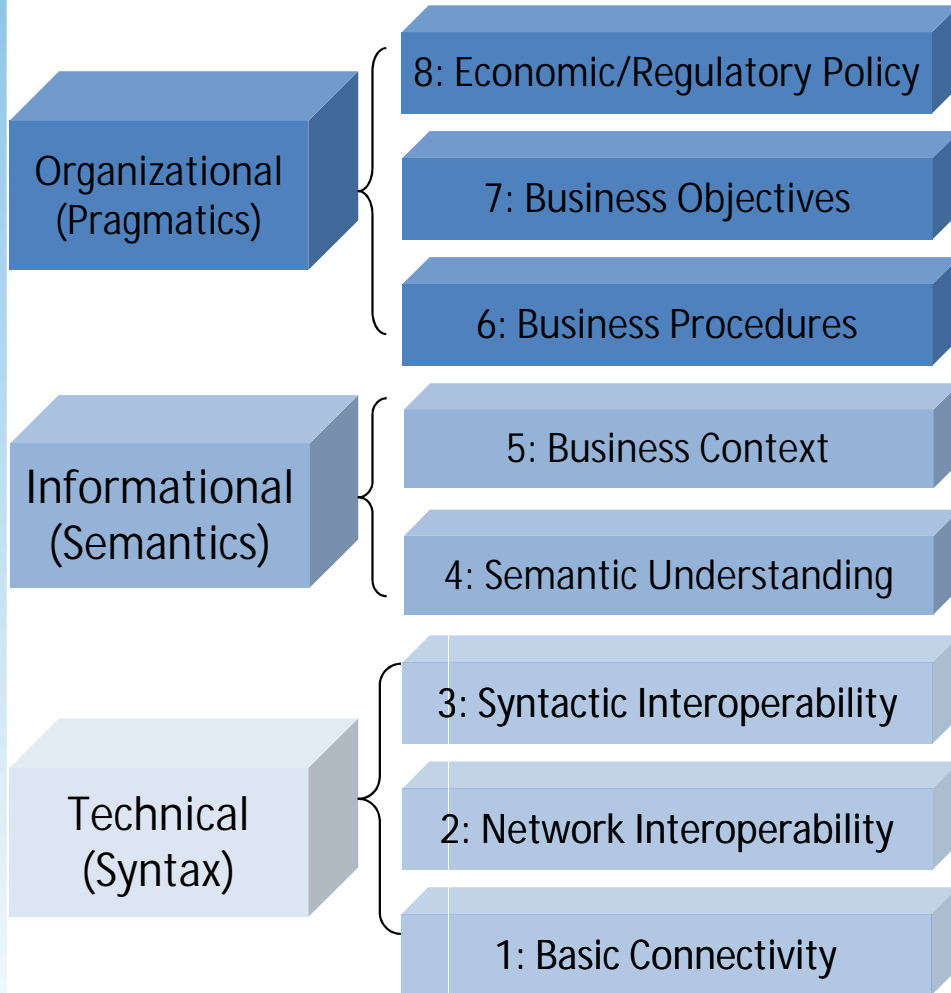 Organizational
(Pragmatics)
8: Economic/Regulatory Policy
7: Business Objectives
6: Business Procedures
Informational
(Semantics)
5: Business Context
4: Semantic Understanding
Technical
(Syntax)
3: Syntactic Interoperability
2: Network Interoperability
1: Basic Connectivity